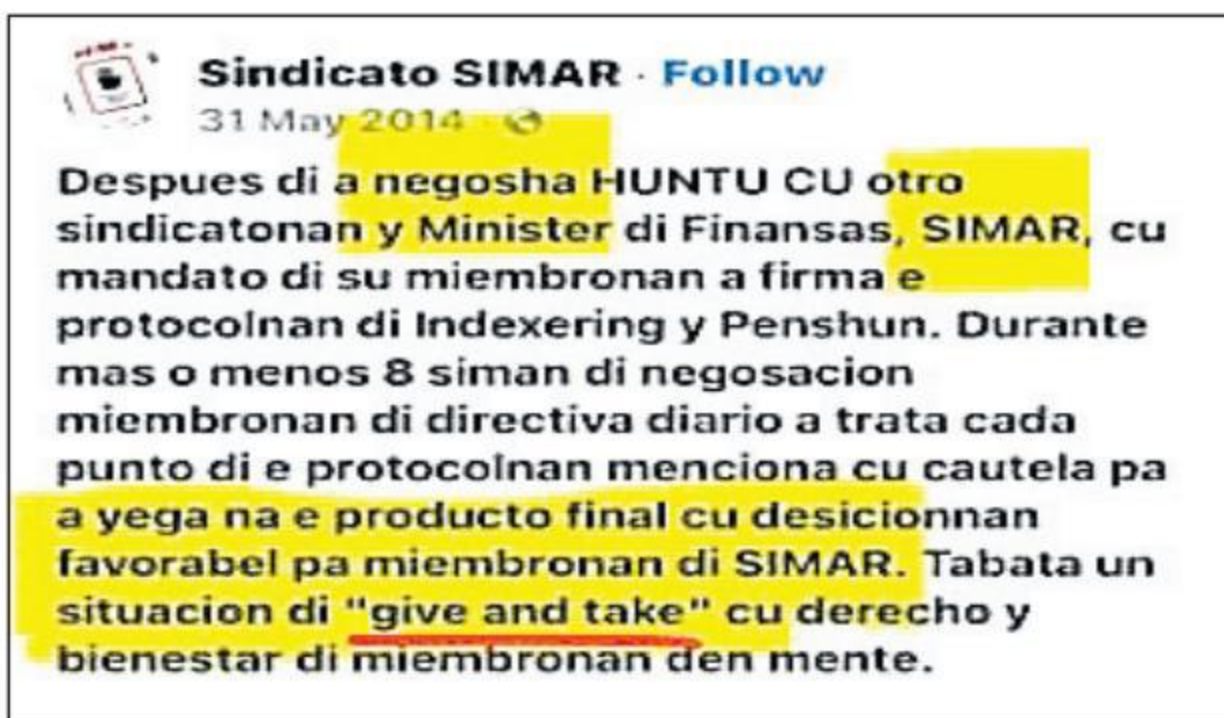 Sindicato SIMAR · Follow
31 May 2014 ·
Despues di a negosha HUNTU CU otro
sindicatonan y Minister di Finansas, SIMAR, cu
mandato di su miembronan a firma e
protocolnan di Indexering y Penshun. Durante
mas o menos 8 siman di negosacion
miembronan di directiva diario a trata cada
punto di e protocolnan menciona cu cautela pa
a yega na e producto final cu desicionnan
favorabel pa miembronan di SIMAR. Tabata un
situacion di "give and take" cu derecho y
bienestar di miembronan den mente.